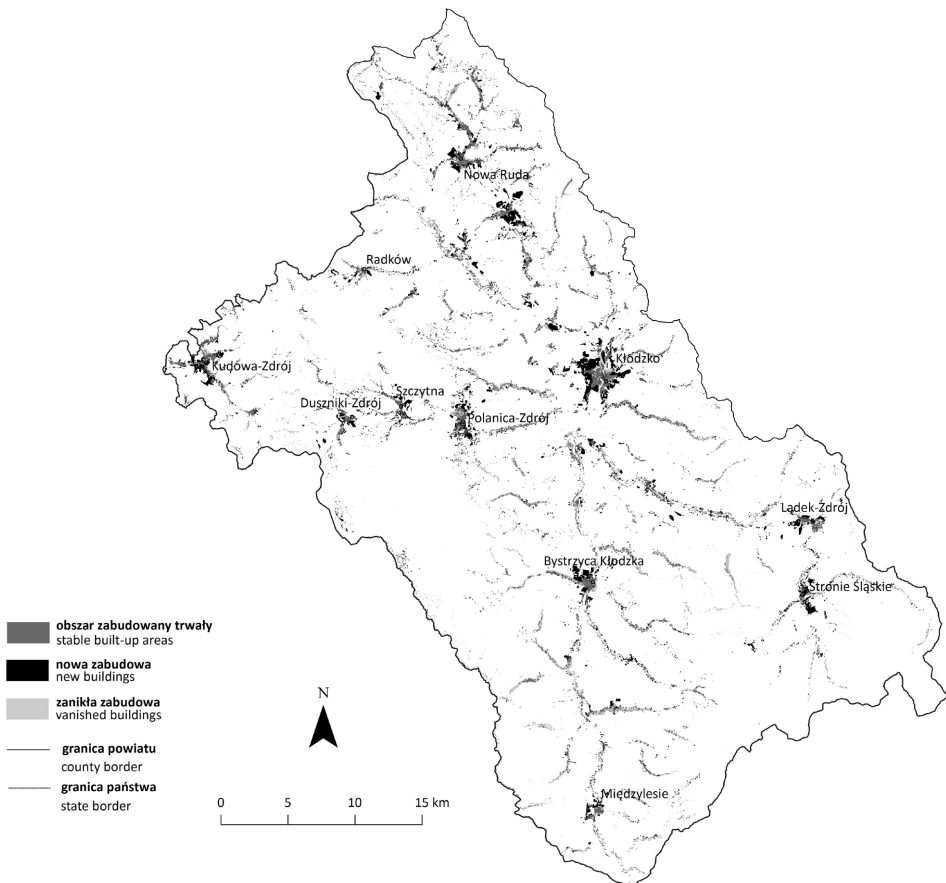 Nowa Ruda
Radków
Kłodzko
Kudowa-Zdrój
Szczytna
Duszniki-Zdrój
Polanica-Zdrój
Lądek-Zdrój
Bystrzyca Kłodzka
Stronie Śląskie
Międzylesie
obszar zabudowany trwały
stable built-up areas
nowa zabudowa
new buildings
zanikła zabudowa
vanished buildings
granica powiatu
county border
granica państwa
state border
N
0 5 10 15 km